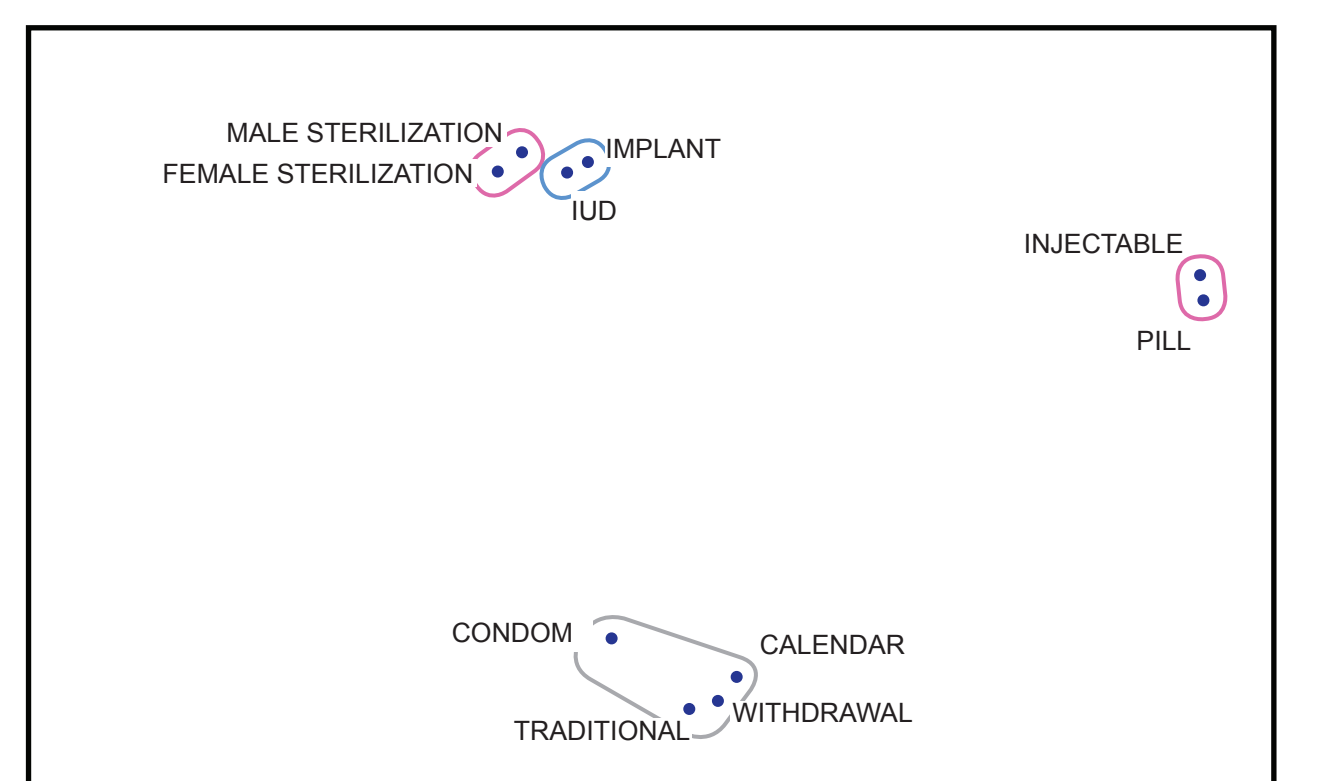 MALE STERILIZATION
IMPLANT
FEMALE STERILIZATION
IUD
INJECTABLE
PILL
CONDOM
CALENDAR
WITHDRAWAL
TRADITIONAL